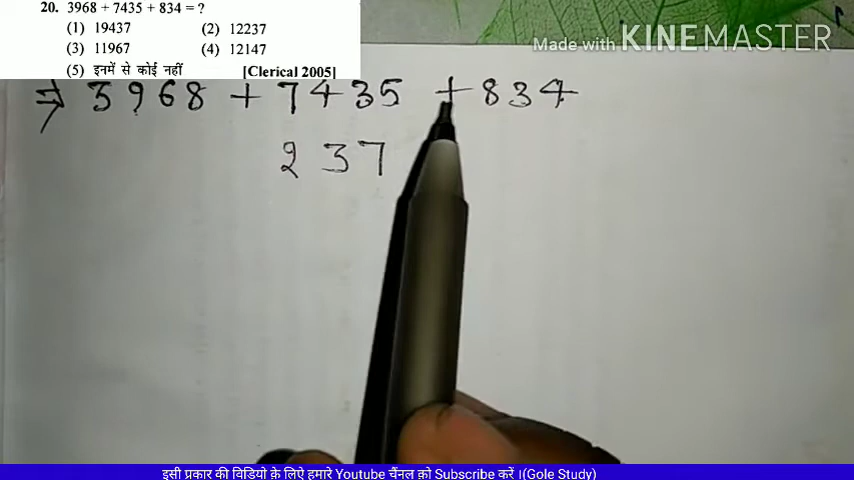 20. 3968 + 7435 + 834 = ?
(1) 19437 (2) 12237
(3) 11967 (4) 12147
(5) इनमें से कोई नहीं [Clerical 2005]
Made with KINEMASTER
⇒ 3968 + 7435 + 834
237
इसी प्रकार की विडियो के लिऐ हमारे Youtube चैंनल क़ो Subscribe करें ।(Gole Study)